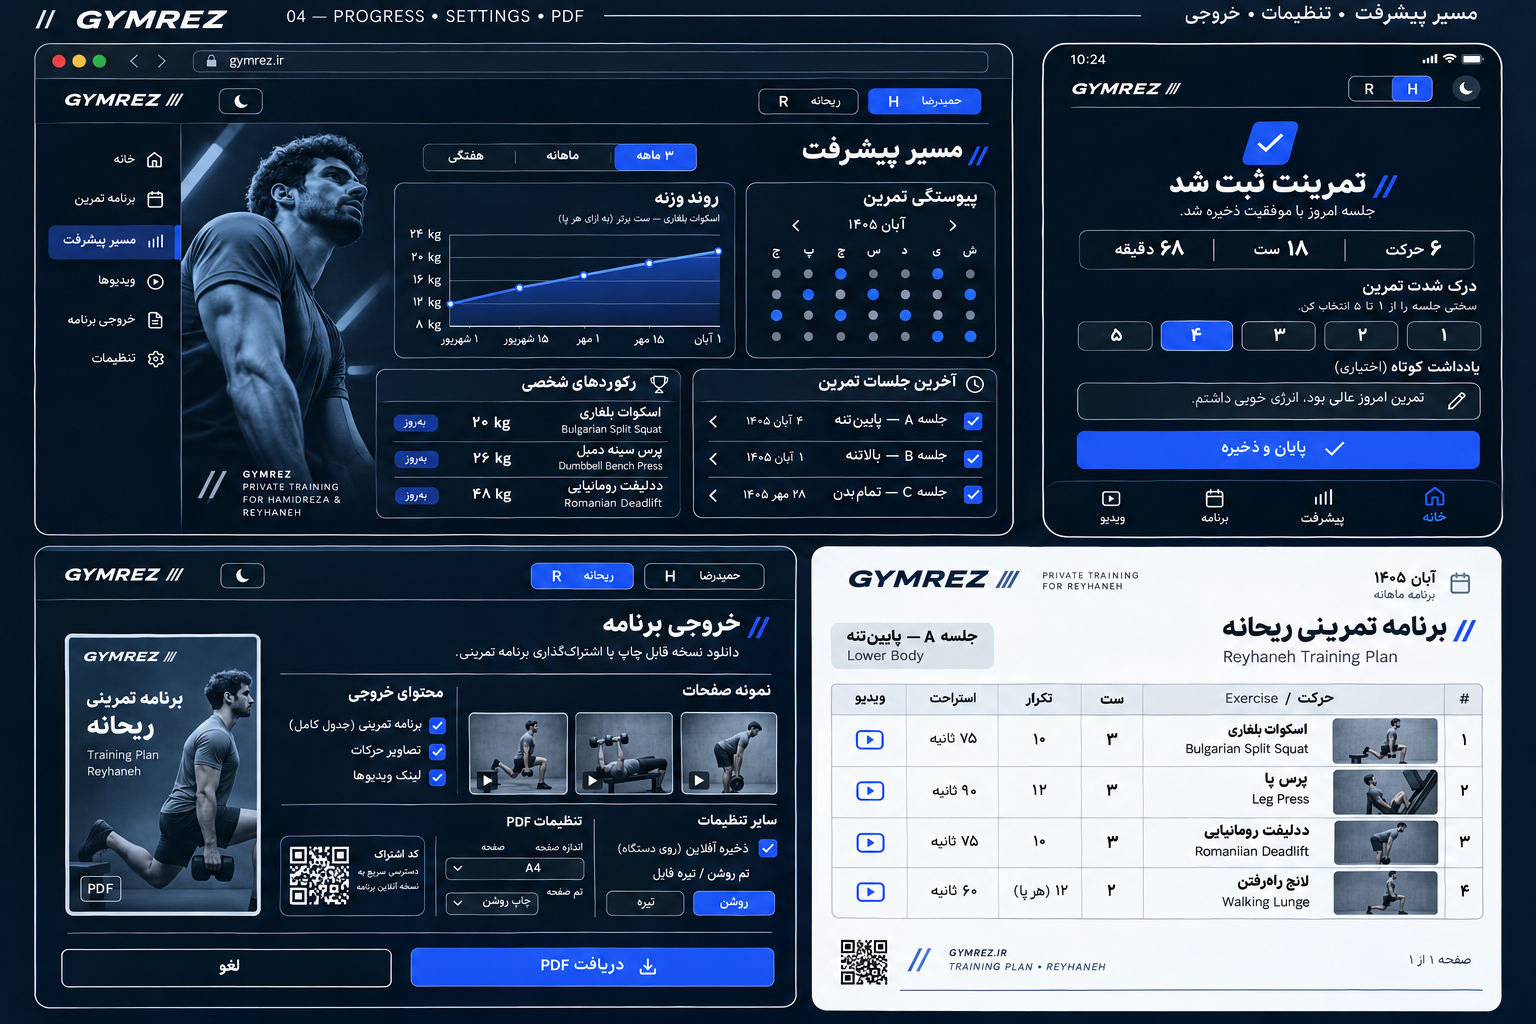 // GYMREZ
04 — PROGRESS • SETTINGS • PDF
مسیر پیشرفت • تنظیمات • خروجی
gymrez.ir
GYMREZ ///
ریحانه R
حمیدرضا H
خانه
برنامه تمرین
مسیر پیشرفت
ویدیوها
خروجی برنامه
تنظیمات
// GYMREZ
PRIVATE TRAINING
FOR HAMIDREZA &
REYHANEH
// مسیر پیشرفت
۳ ماهه
ماهانه
هفتگی
پیوستگی تمرین
آبان ۱۴۰۵
ش ی د س چ پ ج
روند وزنه
اسکوات بلغاری — ست برتر (به ازای هر پا)
۲۴ kg
۲۰ kg
۱۶ kg
۱۲ kg
۸ kg
۱ شهریور
۱۵ شهریور
۱ مهر
۱۵ مهر
۱ آبان
آخرین جلسات تمرین
جلسه A — پایین‌تنه ۴ آبان ۱۴۰۵
جلسه B — بالاتنه ۱ آبان ۱۴۰۵
جلسه C — تمام‌بدن ۲۸ مهر ۱۴۰۵
رکوردهای شخصی
اسکوات بلغاری
Bulgarian Split Squat
۲۰ kg
به‌روز
پرس سینه دمبل
Dumbbell Bench Press
۲۶ kg
به‌روز
ددلیفت رومانیایی
Romanian Deadlift
۴۸ kg
به‌روز
10:24
GYMREZ ///
R H
// تمرینت ثبت شد
جلسه امروز با موفقیت ذخیره شد.
۶ حرکت
۱۸ ست
۶۸ دقیقه
درک شدت تمرین
سختی جلسه را از ۱ تا ۵ انتخاب کن.
۱ ۲ ۳ ۴ ۵
یادداشت کوتاه (اختیاری)
تمرین امروز عالی بود، انرژی خوبی داشتم.
پایان و ذخیره
خانه
پیشرفت
برنامه
ویدیو
GYMREZ ///
ریحانه R
حمیدرضا H
// خروجی برنامه
دانلود نسخه قابل چاپ یا اشتراک‌گذاری برنامه تمرینی.
GYMREZ ///
برنامه تمرینی
ریحانه
Training Plan
Reyhaneh
PDF
نمونه صفحات
محتوای خروجی
برنامه تمرینی (جدول کامل)
تصاویر حرکات
لینک ویدیوها
سایر تنظیمات
ذخیره آفلاین (روی دستگاه)
تم روشن / تیره فایل
روشن
تیره
تنظیمات PDF
اندازه صفحه
صفحه
A4
تم صفحه
چاپ روشن
کد اشتراک
دسترسی سریع به
نسخه آنلاین برنامه
دریافت PDF
لغو
GYMREZ ///
PRIVATE TRAINING
FOR REYHANEH
آبان ۱۴۰۵
برنامه ماهانه
// برنامه تمرینی ریحانه
Reyhaneh Training Plan
جلسه A — پایین‌تنه
Lower Body
# حرکت / Exercise ست تکرار استراحت ویدیو
۱ اسکوات بلغاری ۳ ۱۰ ۷۵ ثانیه
Bulgarian Split Squat
۲ پرس پا ۳ ۱۲ ۹۰ ثانیه
Leg Press
۳ ددلیفت رومانیایی ۳ ۱۰ ۷۵ ثانیه
Romaniian Deadlift
۴ لانج راه‌رفتن ۲ ۱۲ (هر پا) ۶۰ ثانیه
Walking Lunge
// GYMREZ.IR
TRAINING PLAN • REYHANEH
صفحه ۱ از ۱